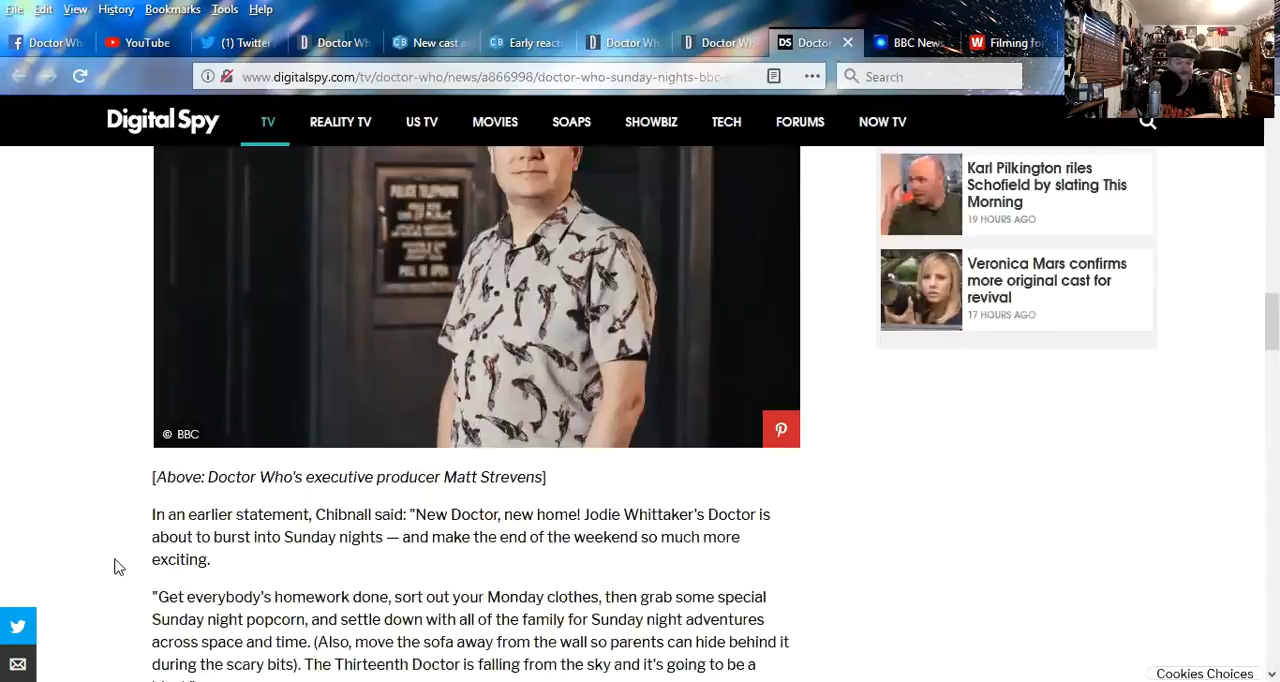 File Edit View History Bookmarks Tools Help
Doctor Wh YouTube (1) Twitter Doctor Wh New cast a Early reac Doctor Wh Doctor Wh DS Docto BBC New Filming fo
www.digitalspy.com/tv/doctor-who/news/a866998/doctor-who-sunday-nights-bbc- Search
Digital Spy TV REALITY TV US TV MOVIES SOAPS SHOWBIZ TECH FORUMS NOW TV
POLICE TELEPHONE
PULL TO OPEN
© BBC
Karl Pilkington riles
Schofield by slating This
Morning
19 HOURS AGO
Veronica Mars confirms
more original cast for
revival
17 HOURS AGO
[Above: Doctor Who's executive producer Matt Strevens]
In an earlier statement, Chibnall said: "New Doctor, new home! Jodie Whittaker's Doctor is
about to burst into Sunday nights — and make the end of the weekend so much more
exciting.
"Get everybody's homework done, sort out your Monday clothes, then grab some special
Sunday night popcorn, and settle down with all of the family for Sunday night adventures
across space and time. (Also, move the sofa away from the wall so parents can hide behind it
during the scary bits). The Thirteenth Doctor is falling from the sky and it's going to be a
Cookies Choices